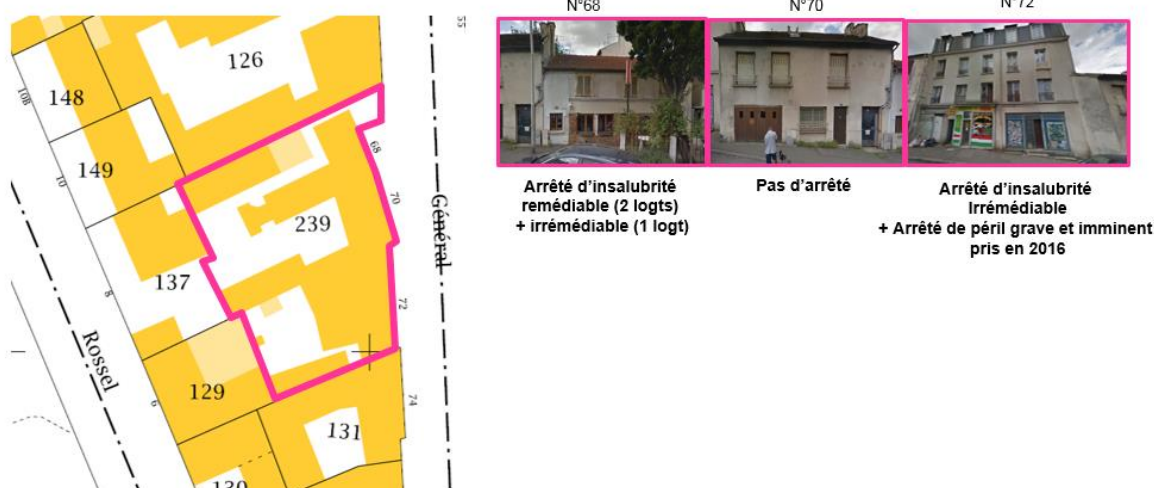 N°68
N°70
N°72
Arrêté d'insalubrité
remédiable (2 logts)
+ irrémédiable (1 logt)
Pas d'arrêté
Arrêté d'insalubrité
Irrémédiable
+ Arrêté de péril grave et imminent
pris en 2016
55
126
148
108
149
10
68
70
239
Général
137
8
72
Rossel
129
6
74
131
130